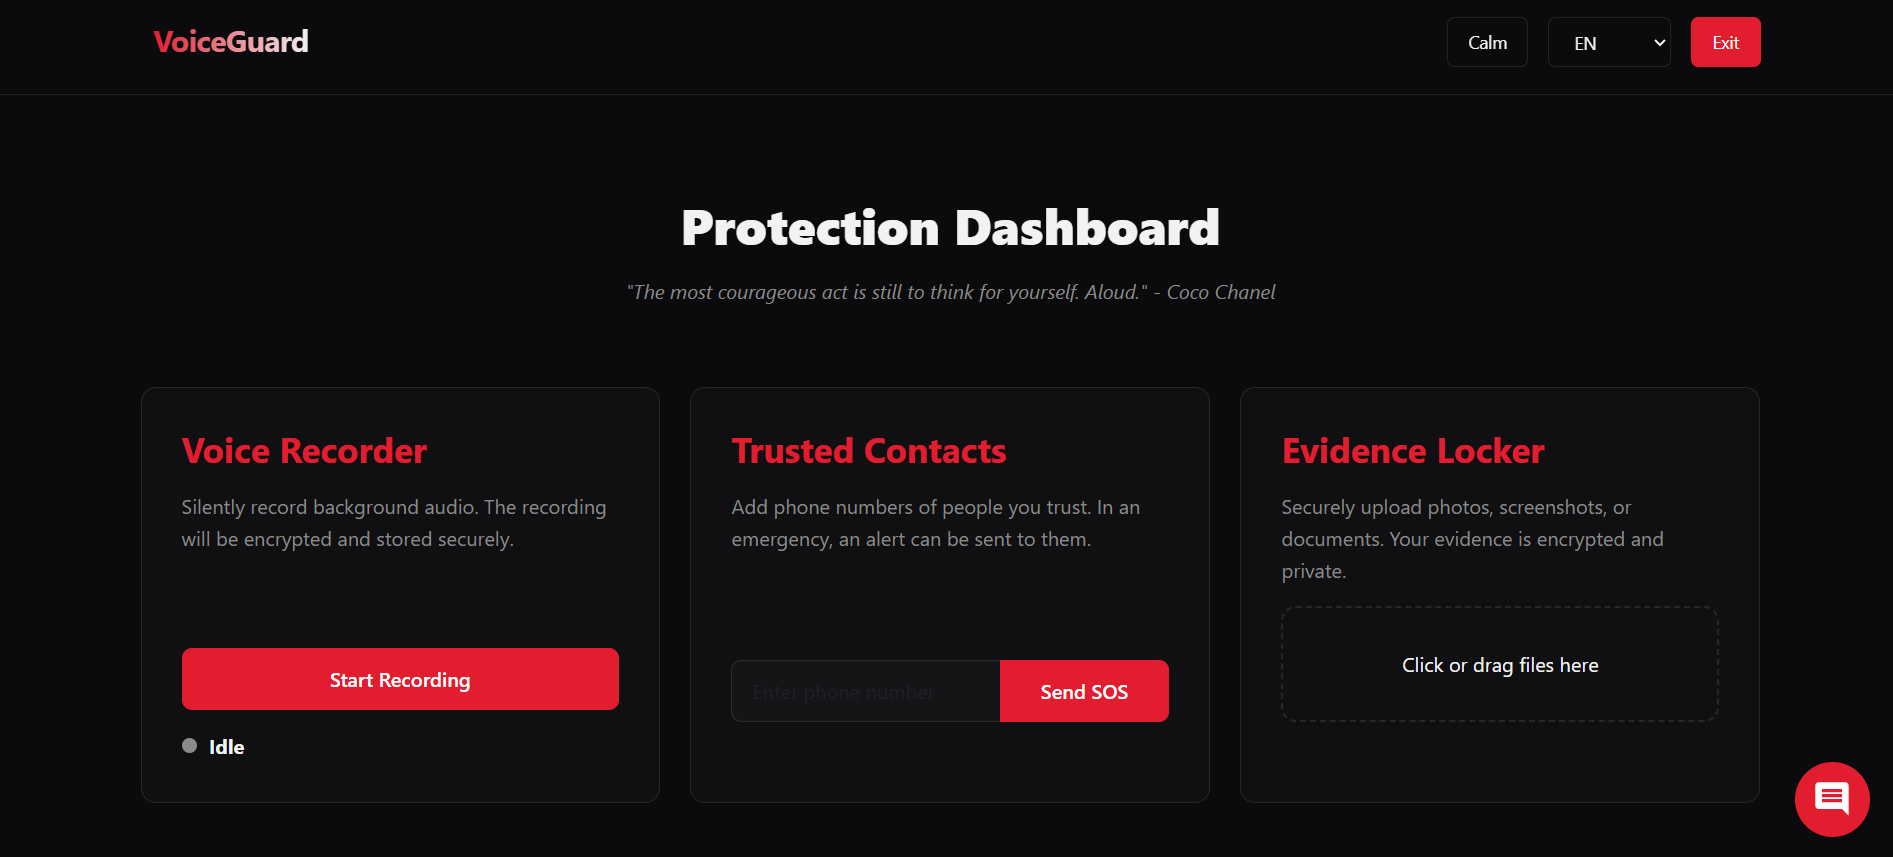 VoiceGuard
Calm
EN
Exit
Protection Dashboard
"The most courageous act is still to think for yourself. Aloud." - Coco Chanel
Voice Recorder
Silently record background audio. The recording
will be encrypted and stored securely.
Start Recording
Idle
Trusted Contacts
Add phone numbers of people you trust. In an
emergency, an alert can be sent to them.
Enter phone number
Send SOS
Evidence Locker
Securely upload photos, screenshots, or
documents. Your evidence is encrypted and
private.
Click or drag files here